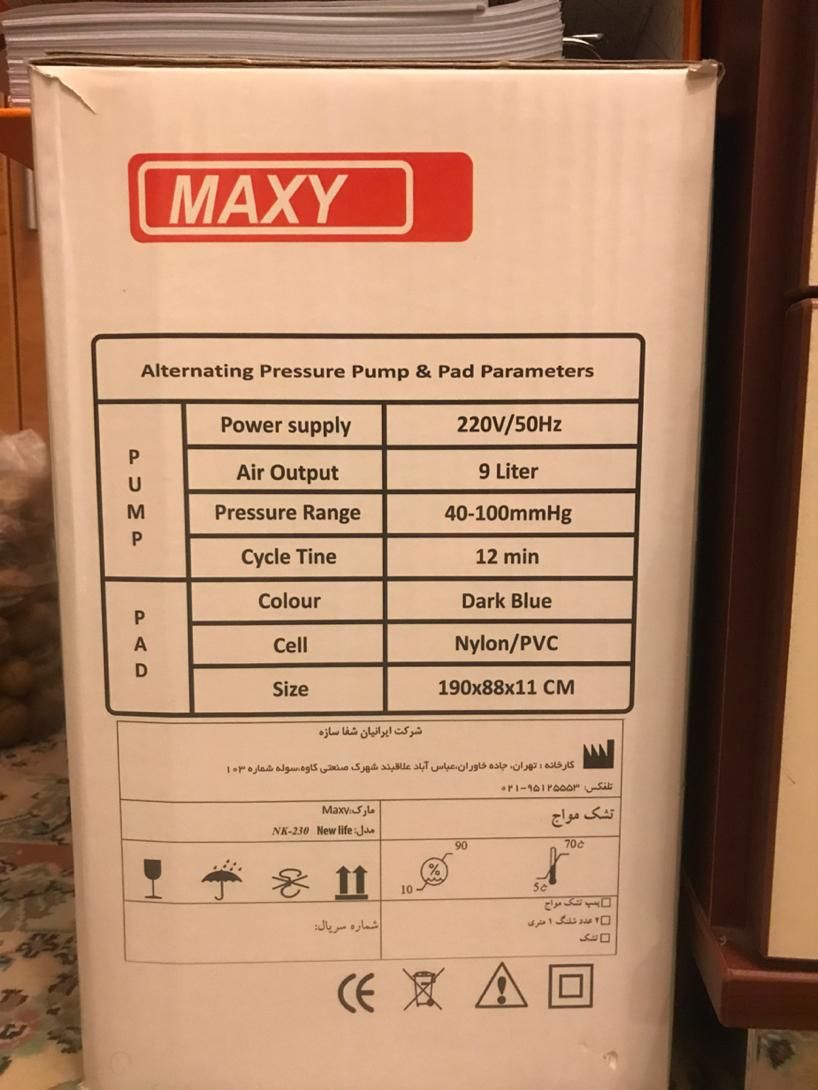 MAXY
Alternating Pressure Pump & Pad Parameters
PUMP
Power supply 220V/50Hz
Air Output 9 Liter
Pressure Range 40-100mmHg
Cycle Tine 12 min
PAD
Colour Dark Blue
Cell Nylon/PVC
Size 190x88x11 CM
شرکت ایرانیان شفا سازه
کارخانه : تهران، جاده خاوران،عباس آباد علاقبند شهرک صنعتی کاوه،سوله شماره ۱۰۳
تلفکس: ۹۵۱۲۵۵۵۳-۰۲۱
تشک مواج
مارک:Maxy
مدل: NK-230 New life
10 % 90
5c 70c
پمپ تشک مواج
۲ عدد شلنگ ۱ متری
تشک
شماره سریال:
CE